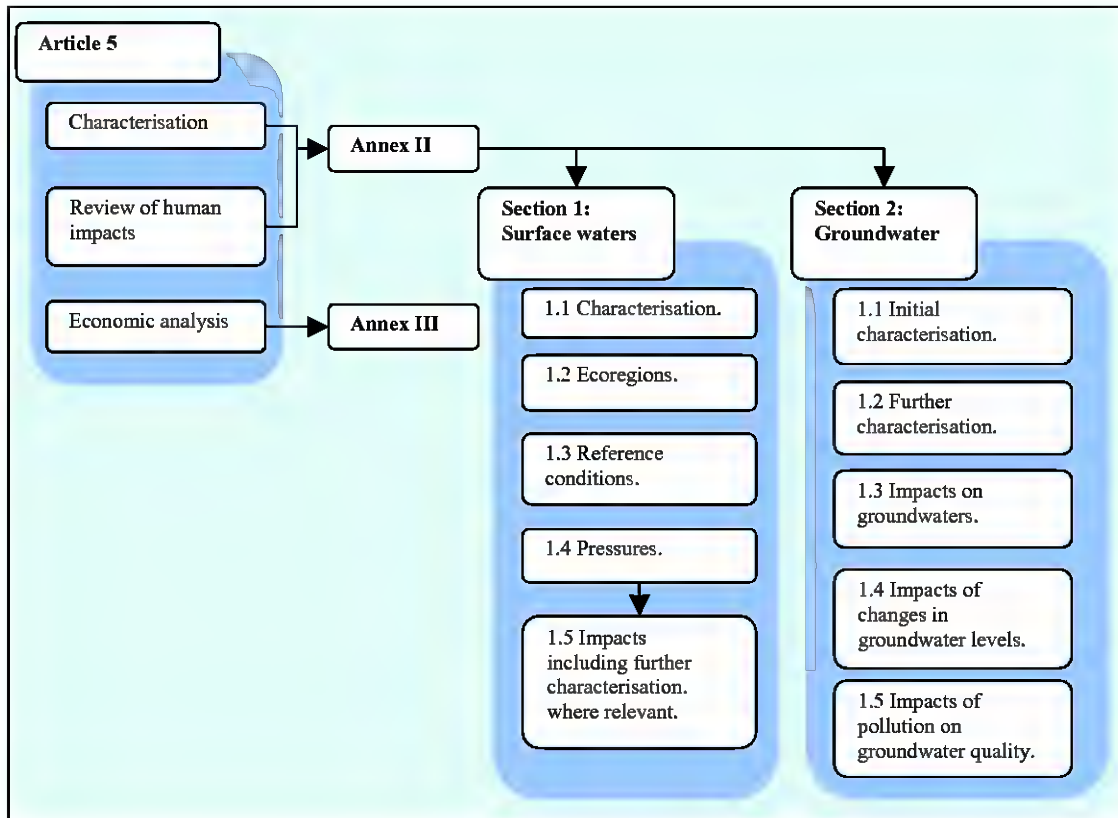 Article 5
Characterisation
Review of human
impacts
Economic analysis
Annex II
Annex III
Section 1:
Surface waters
1.1 Characterisation.
1.2 Ecoregions.
1.3 Reference
conditions.
1.4 Pressures.
1.5 Impacts
including further
characterisation.
where relevant.
Section 2:
Groundwater
1.1 Initial
characterisation.
1.2 Further
characterisation.
1.3 Impacts on
groundwaters.
1.4 Impacts of
changes in
groundwater levels.
1.5 Impacts of
pollution on
groundwater quality.